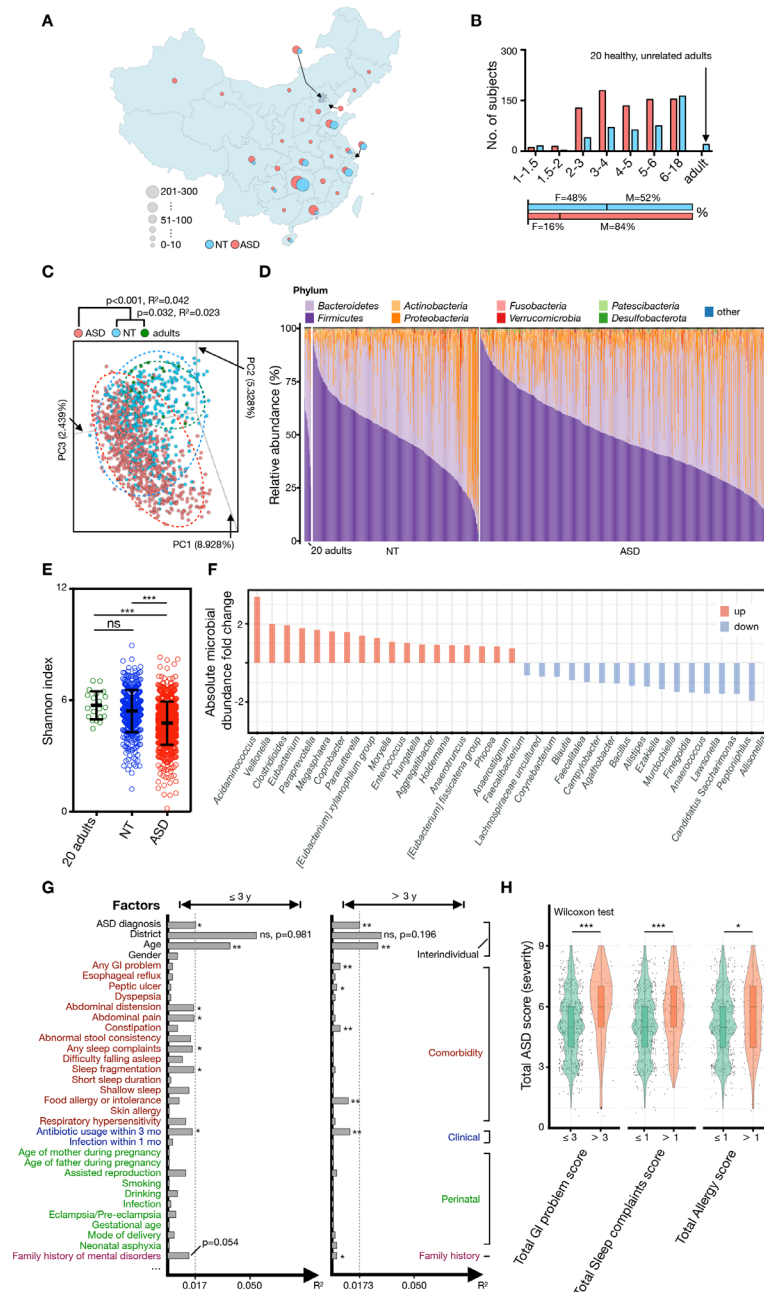 A
201-300
⋮
51-100
⋮
0-10
NT ASD
B
No. of subjects
300
150
0
20 healthy, unrelated adults
1-1.5
1.5-2
2-3
3-4
4-5
5-6
6-18
adult
F=48% M=52%
%
F=16% M=84%
C
p<0.001, R²=0.042
p=0.032, R²=0.023
ASD NT adults
PC2 (5.328%)
PC3 (2.439%)
PC1 (8.928%)
D
Phylum
Bacteroidetes Actinobacteria Fusobacteria Patescibacteria other
Firmicutes Proteobacteria Verrucomicrobia Desulfobacterota
Relative abundance (%)
100
75
50
25
0
20 adults NT ASD
E
Shannon index
12
6
0
***
***
ns
20 adults
NT
ASD
F
Absolute microbial
dbundance fold change
2
-2
up
down
Acidaminococcus
Veillonella
Clostridioides
Eubacterium
Paraprevotella
Megasphaera
Coprobacter
Parasutterella
[Eubacterium] xylanophilum group
Moryella
Enterococcus
Hungatella
Aggregatibacter
Holdemania
Anaerotruncus
[Eubacterium] fissicatena group
Phocea
Anaerostignum
Faecalibacterium
Lachnospiraceae uncultured
Corynebacterium
Blautia
Faecalitalea
Campylobacter
Agathobacter
Bacillus
Alistipes
Ezakiella
Murdochiella
Finegoldia
Anaerococcus
Lawsonella
Candidatus Saccharimonas
Peptoniphilus
Allisonella
G
Factors
≤ 3 y
> 3 y
ASD diagnosis * **
District ns, p=0.981 ns, p=0.196
Age ** **
Gender Interindividual
Any GI problem **
Esophageal reflux
Peptic ulcer *
Dyspepsia
Abdominal distension *
Abdominal pain *
Constipation **
Abnormal stool consistency
Any sleep complaints * Comorbidity
Difficulty falling asleep
Sleep fragmentation *
Short sleep duration
Shallow sleep
Food allergy or intolerance **
Skin allergy
Respiratory hypersensitivity
Antibiotic usage within 3 mo * ** Clinical
Infection within 1 mo
Age of mother during pregnancy
Age of father during pregnancy
Assisted reproduction
Smoking
Drinking Perinatal
Infection
Eclampsia/Pre-eclampsia
Gestational age
Mode of delivery
Neonatal asphyxia p=0.054
Family history of mental disorders * Family history
...
0.017 0.050 R²
0.0173 0.050 R²
H
Wilcoxon test
*** *** *
Total ASD score (severity)
9
6
3
0
≤ 3 > 3 ≤ 1 > 1 ≤ 1 > 1
Total GI problem score
Total Sleep complaints score
Total Allergy score